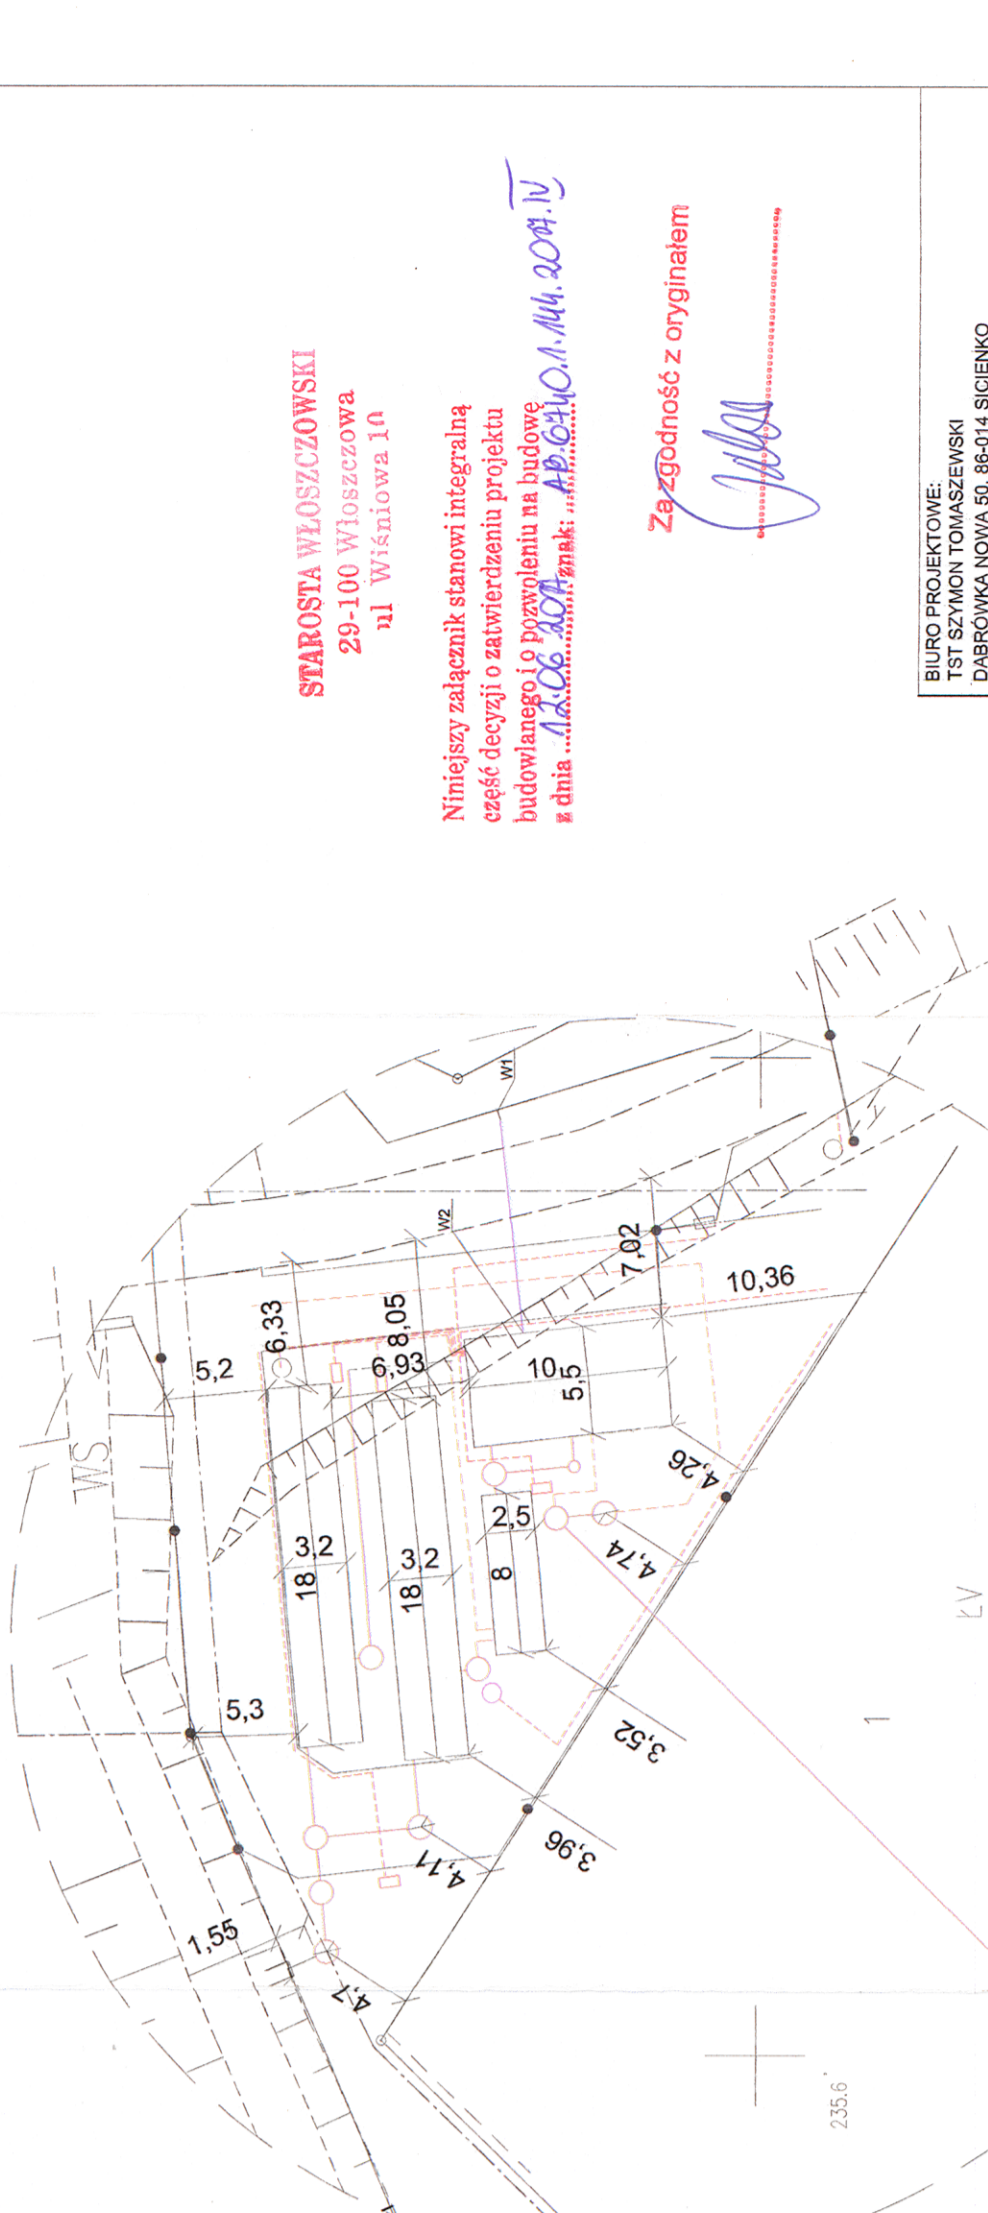 STAROSTA WŁOSZCZOWSKI
29-100 Włoszczowa
ul Wiśniowa 10
Niniejszy załącznik stanowi integralną
część decyzji o zatwierdzeniu projektu
budowlanego i o pozwoleniu na budowę
z dnia 12.06 znak: AB.6740.1.144.
Za zgodność z oryginałem
BIURO PROJEKTOWE:
TST SZYMON TOMASZEWSKI
DĄBRÓWKA NOWA 50, 86-014 SICIENKO
W1
W2
WS
5,2
6,33
8,05
6,93
7,02
10,36
10
5,5
4,26
2,5
8
3,2
18
3,2
18
4,74
5,3
3,52
3,96
4,11
1,55
4,7
ŁV
1
235.6